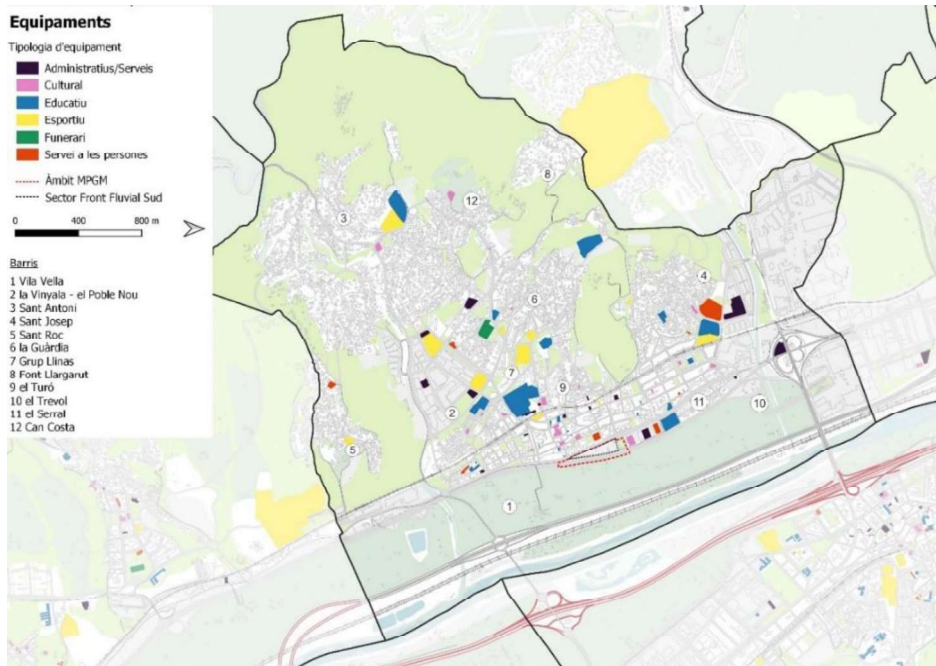 Equipaments
Tipologia d'equipament
Administratius/Serveis
Cultural
Educatiu
Esportiu
Funerari
Servei a les persones
Àmbit MPGM
Sector Front Fluvial Sud
0 400 800 m
Barris
1 Vila Vella
2 la Vinyala - el Poble Nou
3 Sant Antoni
4 Sant Josep
5 Sant Roc
6 la Guàrdia
7 Grup Llinas
8 Font Llargarut
9 el Turó
10 el Trevol
11 el Serral
12 Can Costa
8
12
3
4
6
7
9
11
10
2
5
1